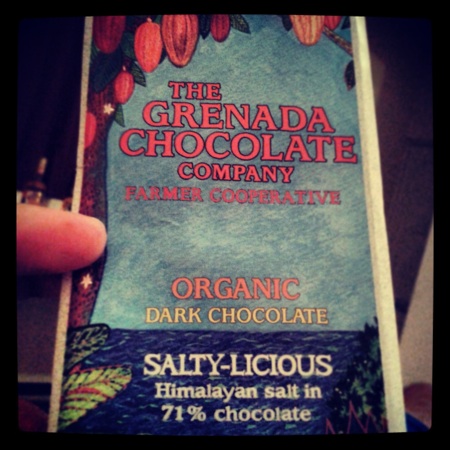 THE
GRENADA
CHOCOLATE
COMPANY
FARMER COOPERATIVE
ORGANIC
DARK CHOCOLATE
SALTY-LICIOUS
Himalayan salt in
71% chocolate